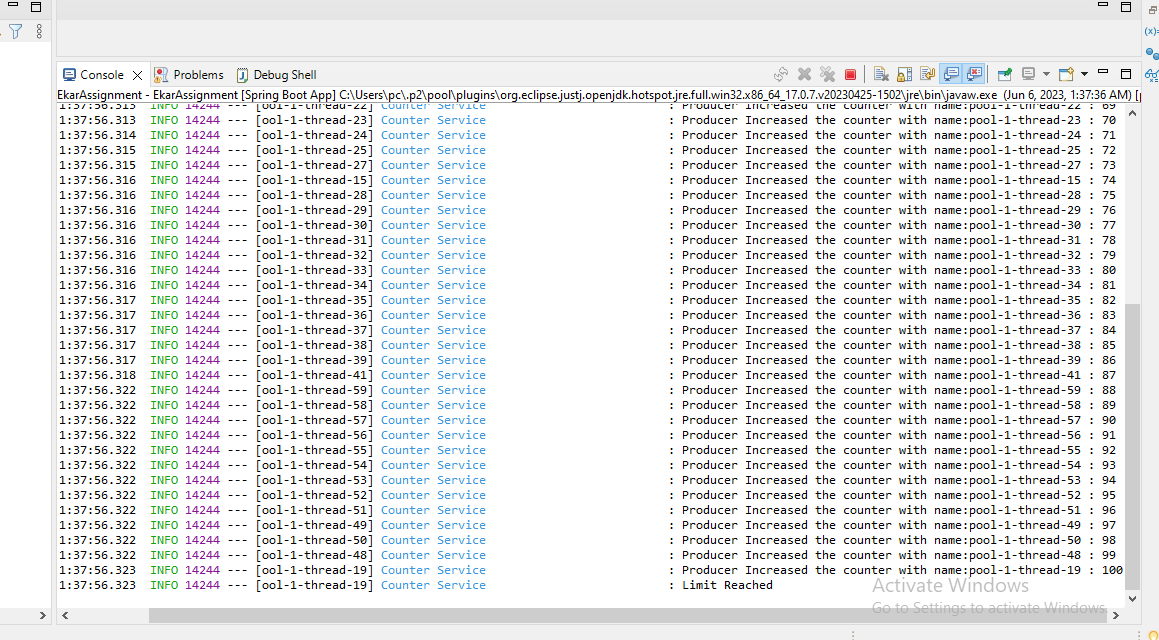 Console Problems Debug Shell
EkarAssignment - EkarAssignment [Spring Boot App] C:\Users\pc\.p2\pool\plugins\org.eclipse.justj.openjdk.hotspot.jre.full.win32.x86_64_17.0.7.v20230425-1502\jre\bin\javaw.exe (Jun 6, 2023, 1:37:36 AM) [
1:37:56.313 INFO 14244 --- [ool-1-thread-22] Counter Service : Producer Increased the counter with name:pool-1-thread-22 : 69
1:37:56.313 INFO 14244 --- [ool-1-thread-23] Counter Service : Producer Increased the counter with name:pool-1-thread-23 : 70
1:37:56.314 INFO 14244 --- [ool-1-thread-24] Counter Service : Producer Increased the counter with name:pool-1-thread-24 : 71
1:37:56.315 INFO 14244 --- [ool-1-thread-25] Counter Service : Producer Increased the counter with name:pool-1-thread-25 : 72
1:37:56.315 INFO 14244 --- [ool-1-thread-27] Counter Service : Producer Increased the counter with name:pool-1-thread-27 : 73
1:37:56.316 INFO 14244 --- [ool-1-thread-15] Counter Service : Producer Increased the counter with name:pool-1-thread-15 : 74
1:37:56.316 INFO 14244 --- [ool-1-thread-28] Counter Service : Producer Increased the counter with name:pool-1-thread-28 : 75
1:37:56.316 INFO 14244 --- [ool-1-thread-29] Counter Service : Producer Increased the counter with name:pool-1-thread-29 : 76
1:37:56.316 INFO 14244 --- [ool-1-thread-30] Counter Service : Producer Increased the counter with name:pool-1-thread-30 : 77
1:37:56.316 INFO 14244 --- [ool-1-thread-31] Counter Service : Producer Increased the counter with name:pool-1-thread-31 : 78
1:37:56.316 INFO 14244 --- [ool-1-thread-32] Counter Service : Producer Increased the counter with name:pool-1-thread-32 : 79
1:37:56.316 INFO 14244 --- [ool-1-thread-33] Counter Service : Producer Increased the counter with name:pool-1-thread-33 : 80
1:37:56.316 INFO 14244 --- [ool-1-thread-34] Counter Service : Producer Increased the counter with name:pool-1-thread-34 : 81
1:37:56.317 INFO 14244 --- [ool-1-thread-35] Counter Service : Producer Increased the counter with name:pool-1-thread-35 : 82
1:37:56.317 INFO 14244 --- [ool-1-thread-36] Counter Service : Producer Increased the counter with name:pool-1-thread-36 : 83
1:37:56.317 INFO 14244 --- [ool-1-thread-37] Counter Service : Producer Increased the counter with name:pool-1-thread-37 : 84
1:37:56.317 INFO 14244 --- [ool-1-thread-38] Counter Service : Producer Increased the counter with name:pool-1-thread-38 : 85
1:37:56.317 INFO 14244 --- [ool-1-thread-39] Counter Service : Producer Increased the counter with name:pool-1-thread-39 : 86
1:37:56.318 INFO 14244 --- [ool-1-thread-41] Counter Service : Producer Increased the counter with name:pool-1-thread-41 : 87
1:37:56.322 INFO 14244 --- [ool-1-thread-59] Counter Service : Producer Increased the counter with name:pool-1-thread-59 : 88
1:37:56.322 INFO 14244 --- [ool-1-thread-58] Counter Service : Producer Increased the counter with name:pool-1-thread-58 : 89
1:37:56.322 INFO 14244 --- [ool-1-thread-57] Counter Service : Producer Increased the counter with name:pool-1-thread-57 : 90
1:37:56.322 INFO 14244 --- [ool-1-thread-56] Counter Service : Producer Increased the counter with name:pool-1-thread-56 : 91
1:37:56.322 INFO 14244 --- [ool-1-thread-55] Counter Service : Producer Increased the counter with name:pool-1-thread-55 : 92
1:37:56.322 INFO 14244 --- [ool-1-thread-54] Counter Service : Producer Increased the counter with name:pool-1-thread-54 : 93
1:37:56.322 INFO 14244 --- [ool-1-thread-53] Counter Service : Producer Increased the counter with name:pool-1-thread-53 : 94
1:37:56.322 INFO 14244 --- [ool-1-thread-52] Counter Service : Producer Increased the counter with name:pool-1-thread-52 : 95
1:37:56.322 INFO 14244 --- [ool-1-thread-51] Counter Service : Producer Increased the counter with name:pool-1-thread-51 : 96
1:37:56.322 INFO 14244 --- [ool-1-thread-49] Counter Service : Producer Increased the counter with name:pool-1-thread-49 : 97
1:37:56.322 INFO 14244 --- [ool-1-thread-50] Counter Service : Producer Increased the counter with name:pool-1-thread-50 : 98
1:37:56.322 INFO 14244 --- [ool-1-thread-48] Counter Service : Producer Increased the counter with name:pool-1-thread-48 : 99
1:37:56.323 INFO 14244 --- [ool-1-thread-19] Counter Service : Producer Increased the counter with name:pool-1-thread-19 : 100
1:37:56.323 INFO 14244 --- [ool-1-thread-19] Counter Service : Limit Reached
Activate Windows
Go to Settings to activate Windows.